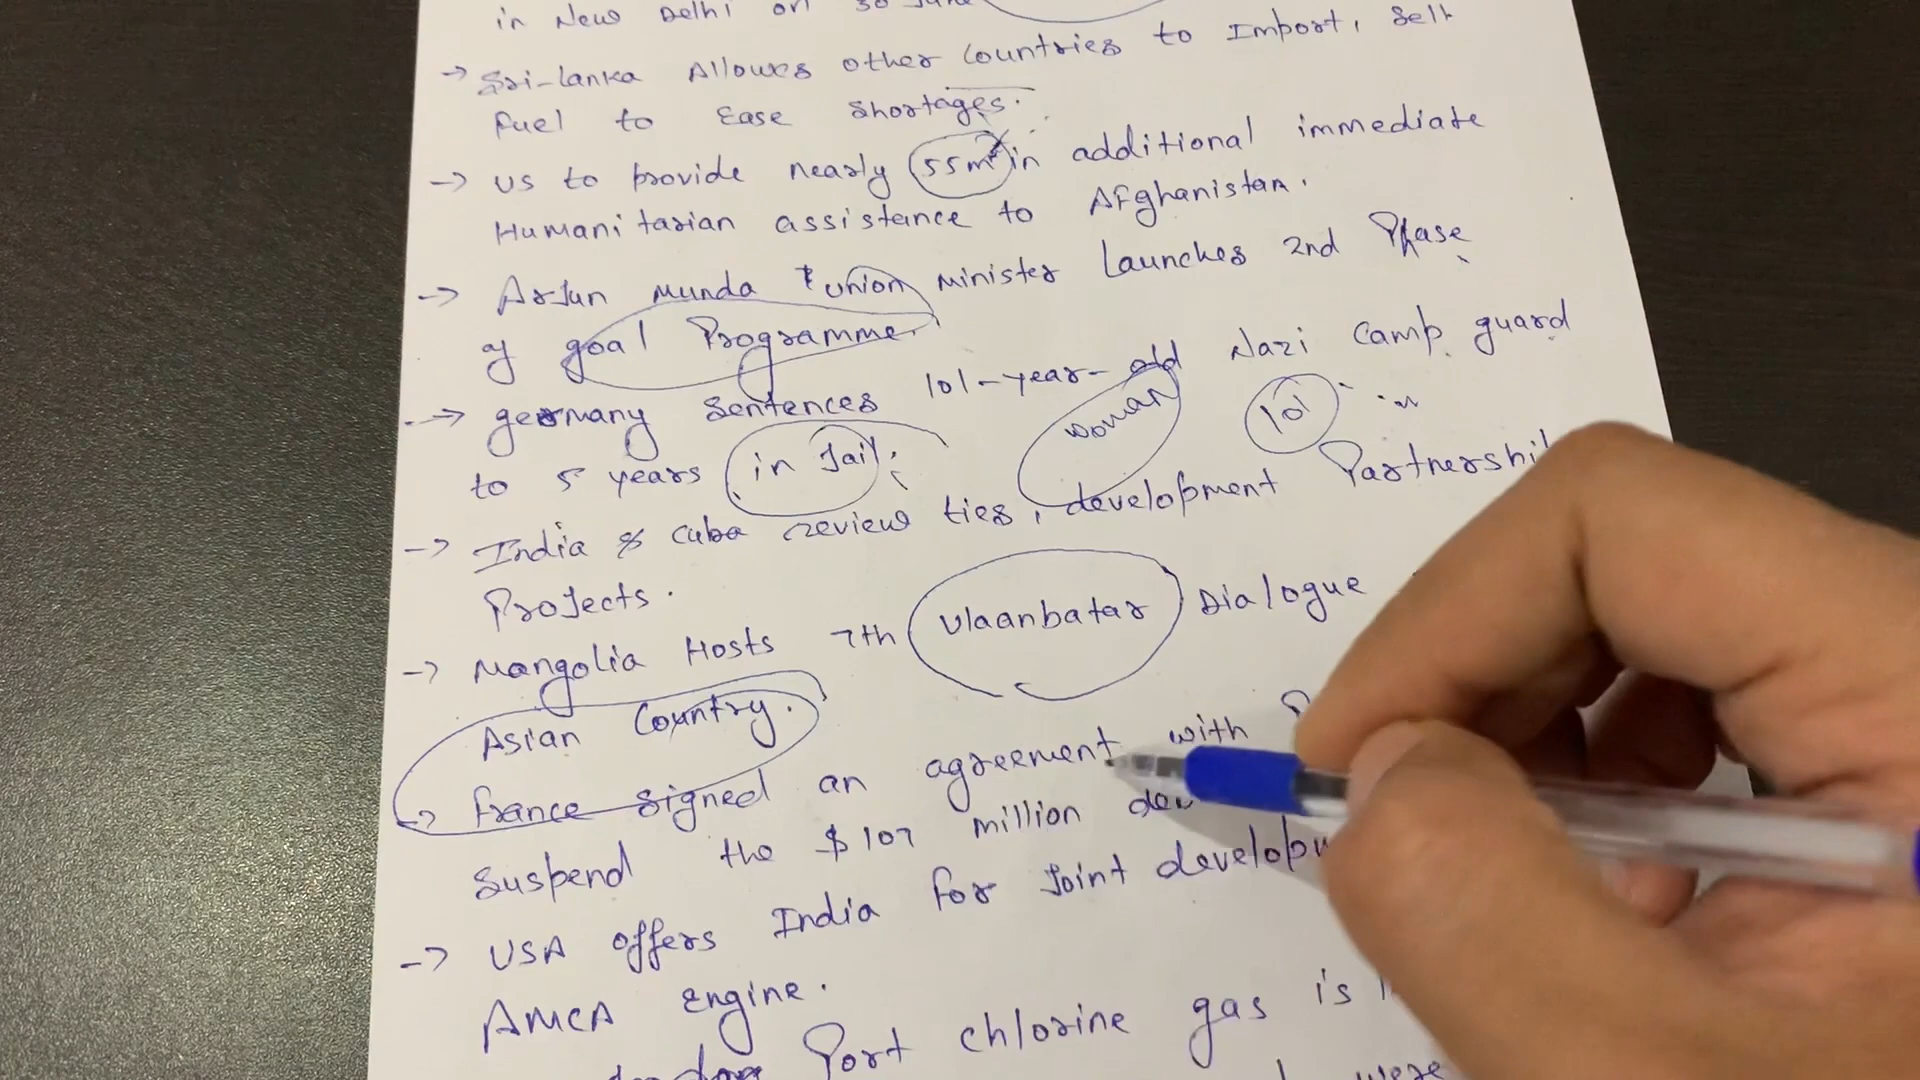 in New Delhi on 30 June
→ Sri-lanka Allows other Countries to Import, Sell
fuel to Ease Shortages.
→ US to provide nearly 55m in additional immediate
Humanitarian assistance to Afghanistan.
→ Arjun Munda union minister Launches 2nd Phase
of goal Programme.
→ germany Sentences 101-year-old Nazi Camp guard
woman 101
to 5 years in Jail.
→ India & Cuba review ties, development Partnership
Projects.
→ Mangolia Hosts 7th Ulaanbatar Dialogue
Asian Country.
→ france signed an agreement with
Suspend the $107 million
→ USA offers India for Joint
AMCA Engine.
Port chlorine gas is
were